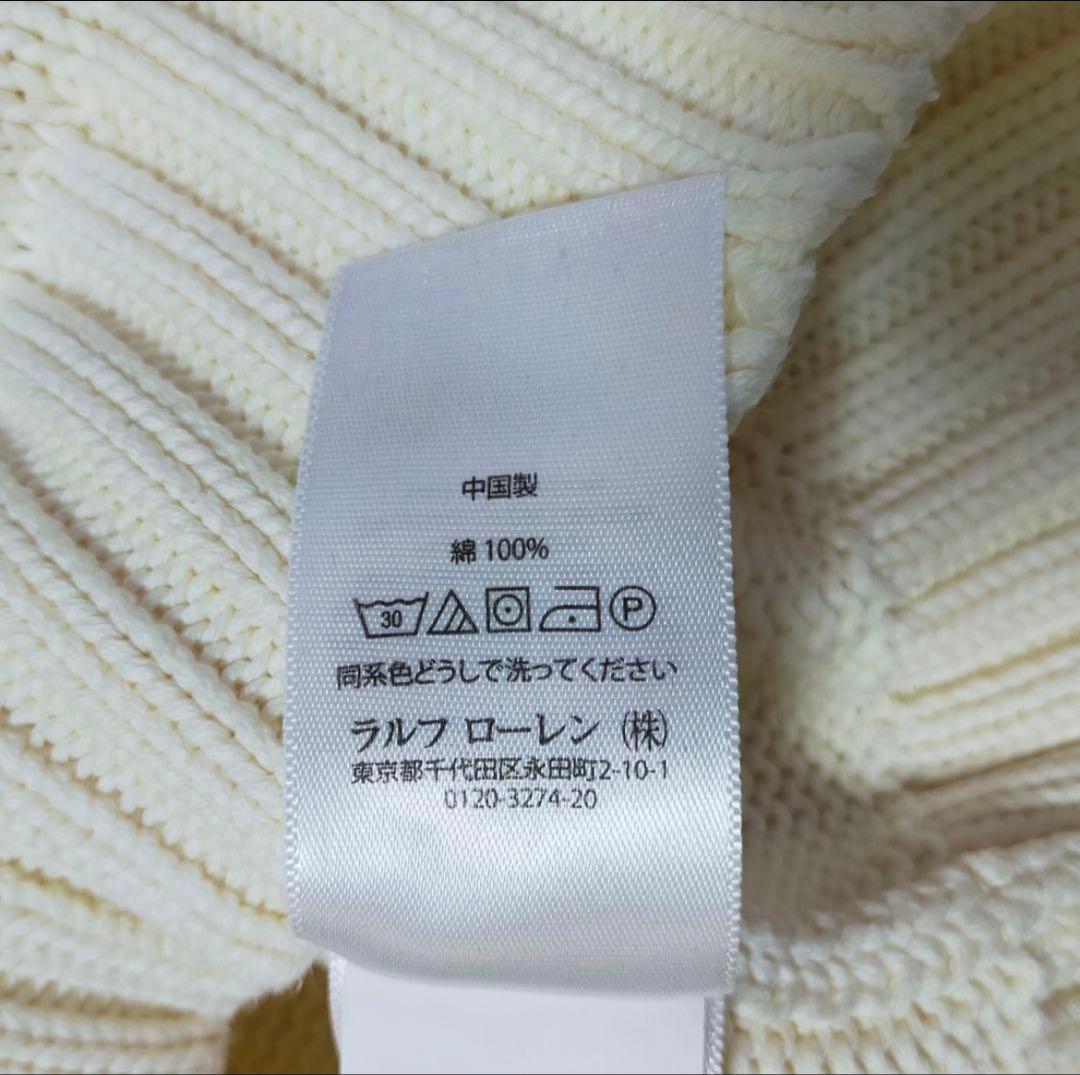 中国製
綿 100%
30 P
同系色どうしで洗ってください
ラルフ ローレン (株)
東京都千代田区永田町2-10-1
0120-3274-20